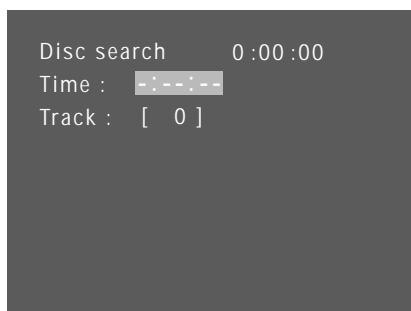 Disc search 0:00:00
Time : -:--:--
Track : [ 0 ]